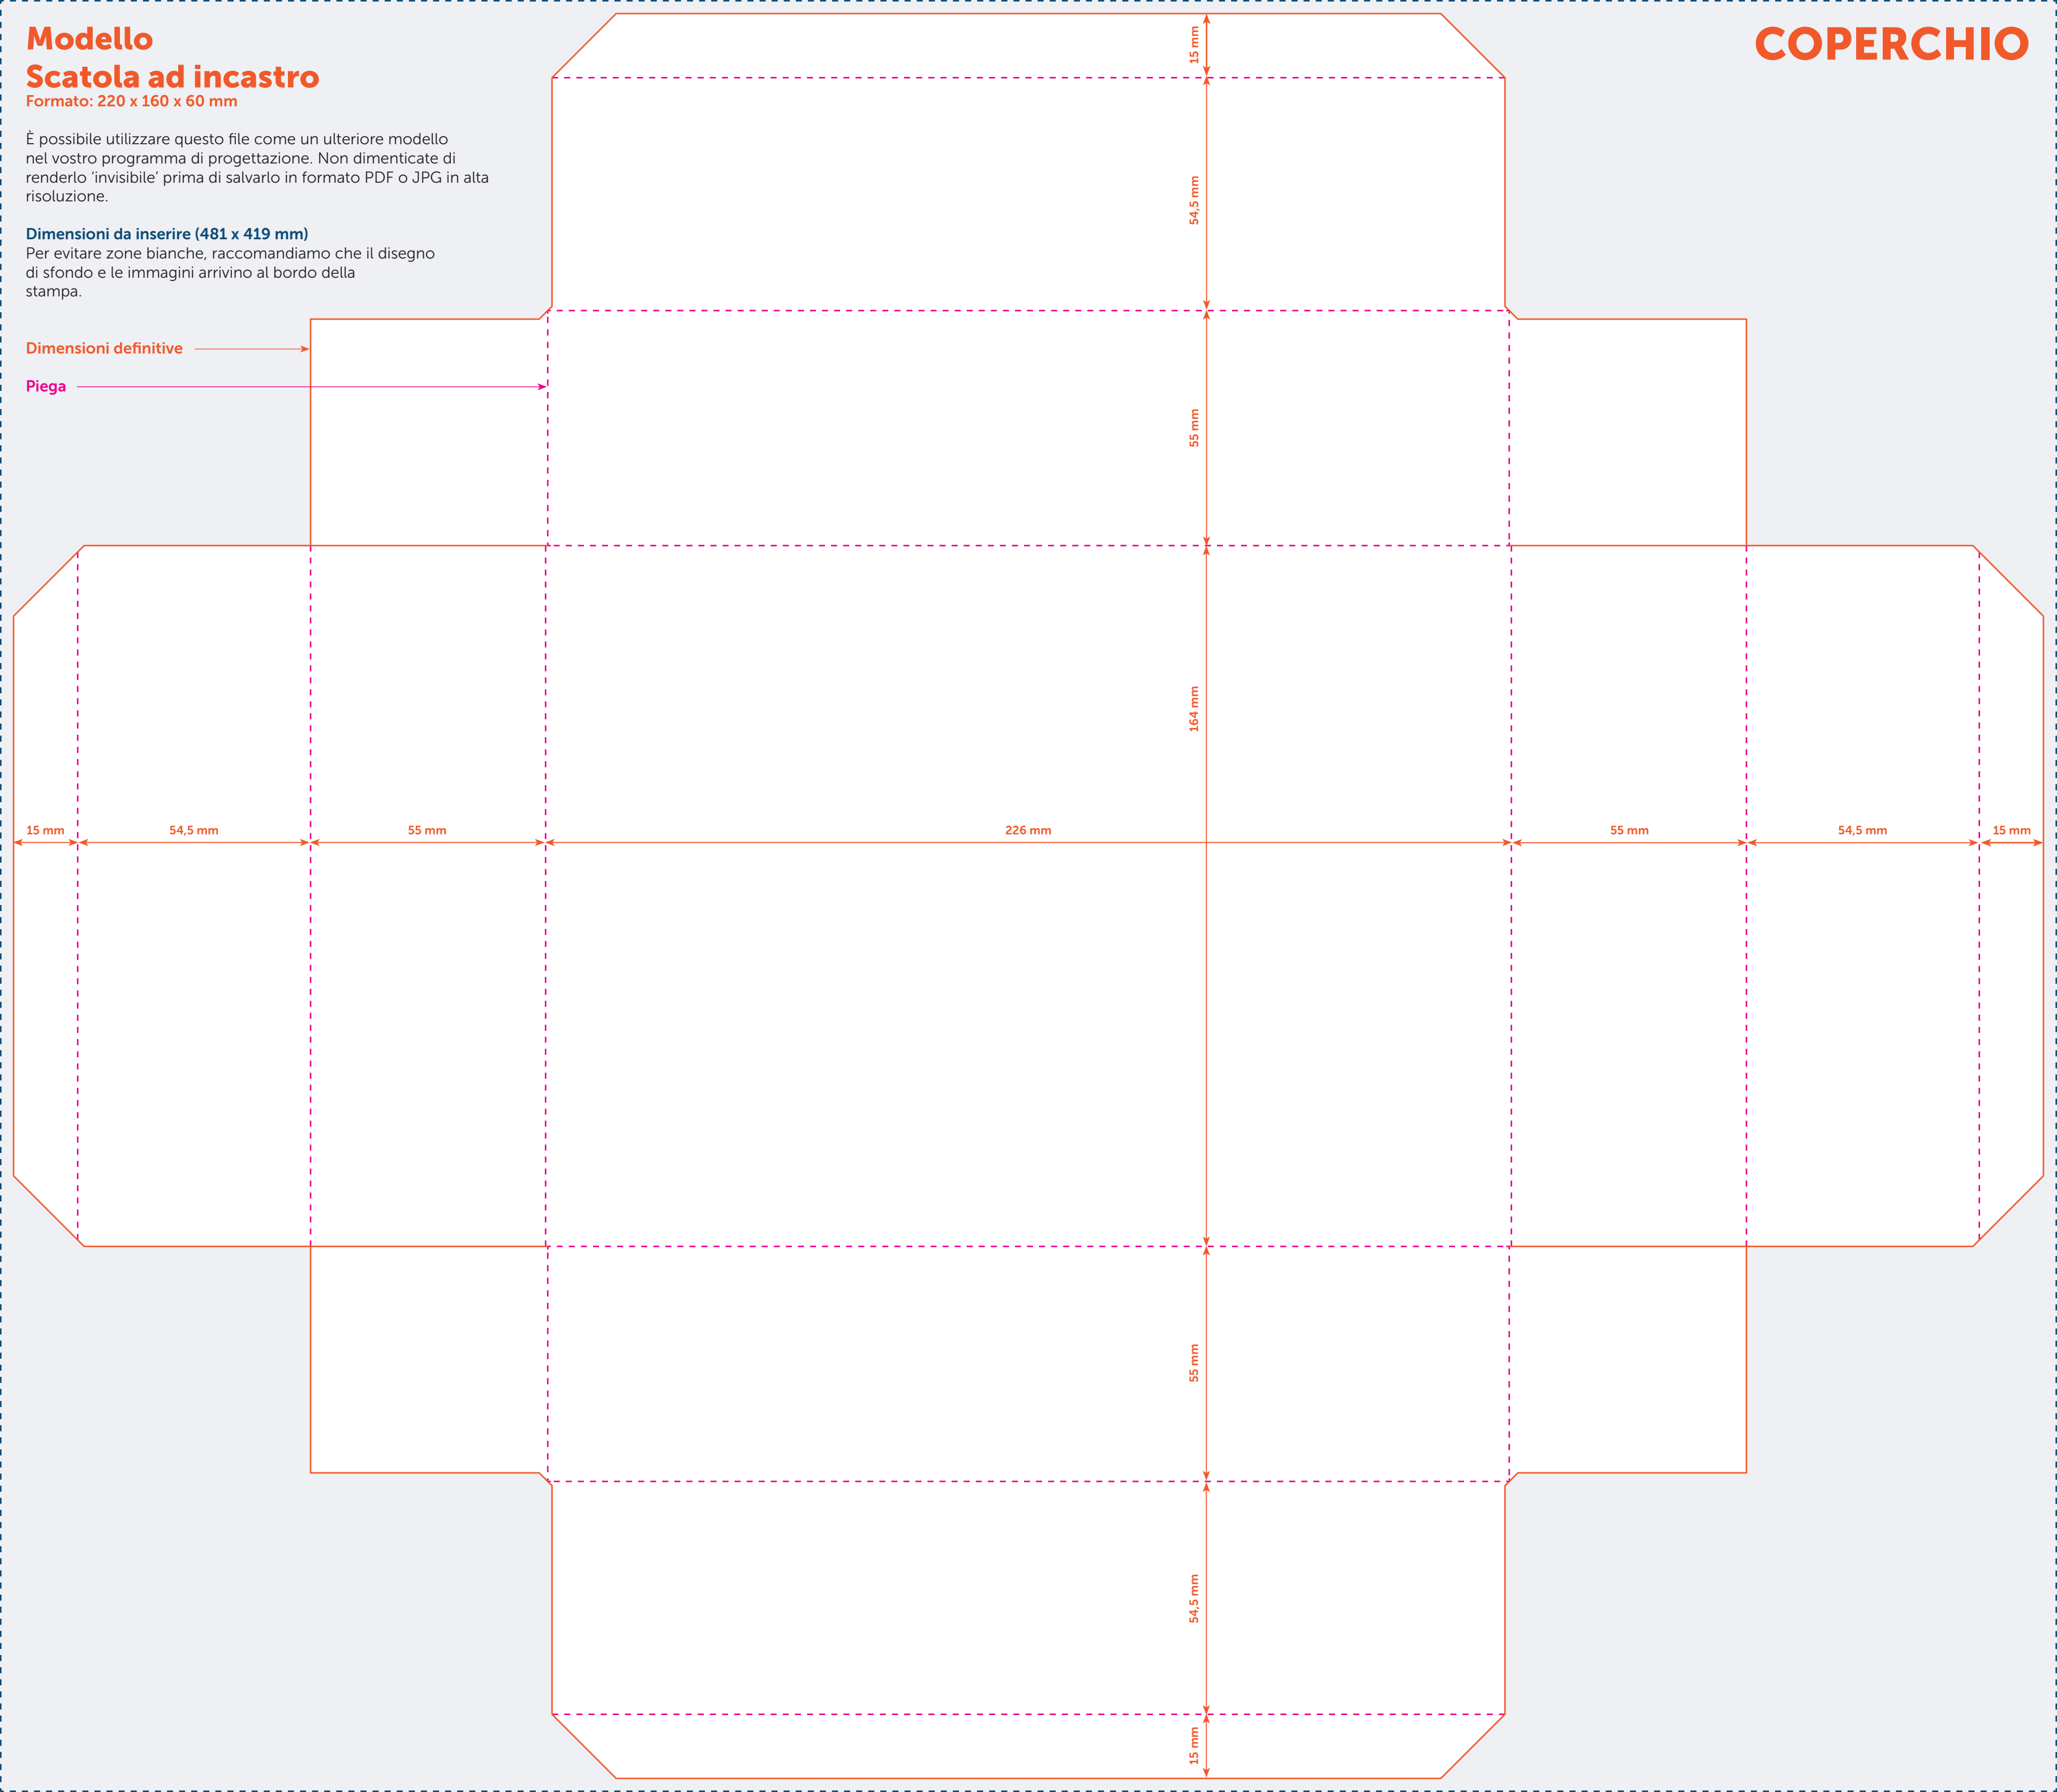 Modello
Scatola ad incastro
Formato: 220 x 160 x 60 mm
COPERCHIO
È possibile utilizzare questo file come un ulteriore modello
nel vostro programma di progettazione. Non dimenticate di
renderlo ‘invisibile’ prima di salvarlo in formato PDF o JPG in alta
risoluzione.
Dimensioni da inserire (481 x 419 mm)
Per evitare zone bianche, raccomandiamo che il disegno
di sfondo e le immagini arrivino al bordo della
stampa.
Dimensioni definitive
Piega
15 mm
54,5 mm
55 mm
164 mm
15 mm
54,5 mm
55 mm
226 mm
55 mm
54,5 mm
15 mm
55 mm
54,5 mm
15 mm